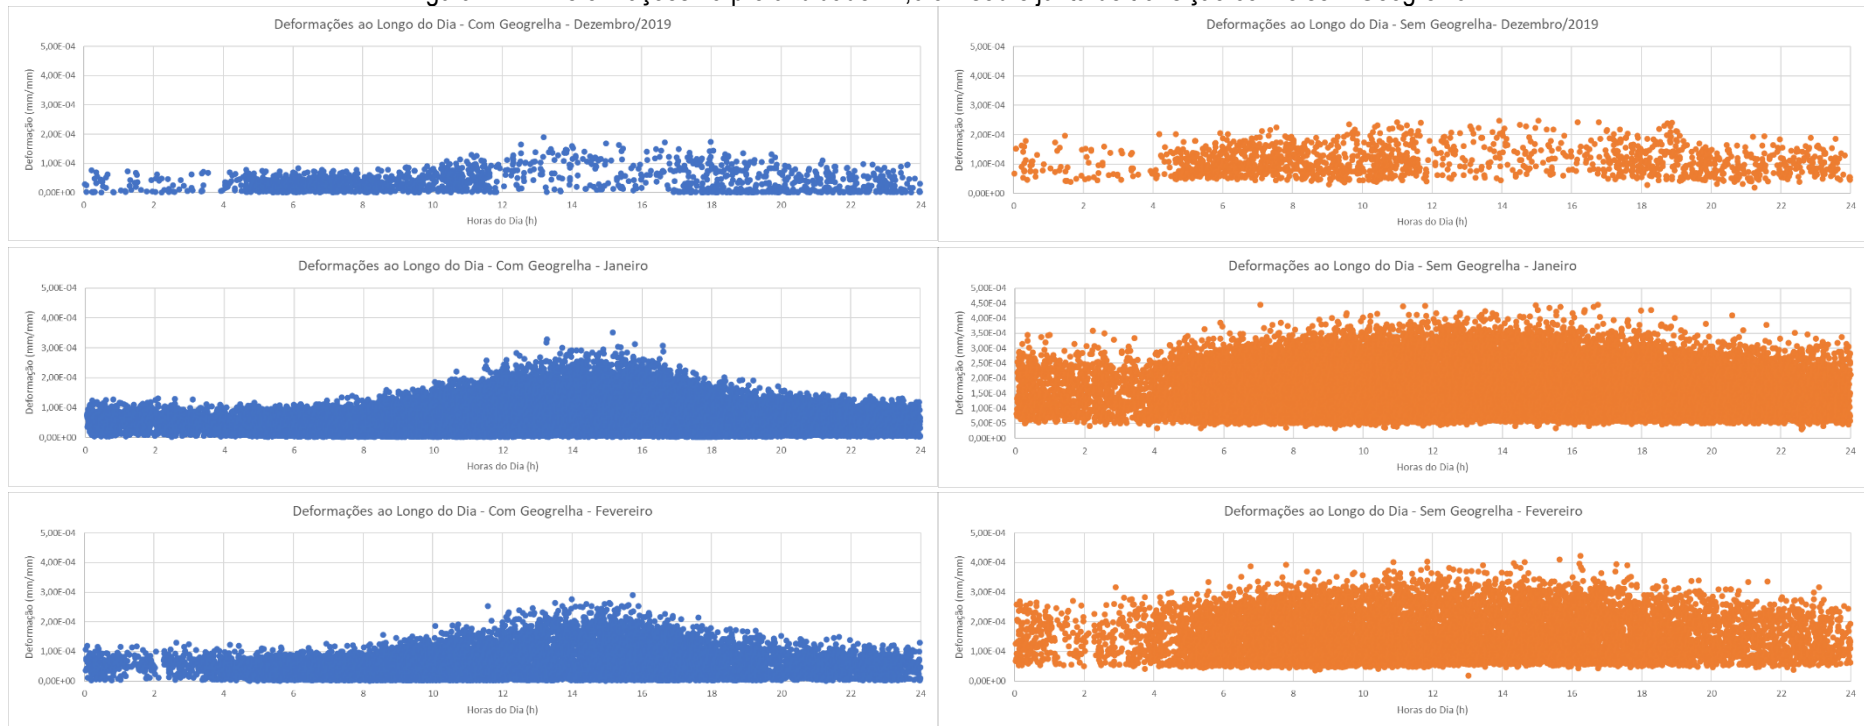 Deformações ao Longo do Dia - Com Geogrelha - Dezembro/2019
5,00E-04
4,00E-04
3,00E-04
2,00E-04
1,00E-04
0,00E+00
Deformação (mm/mm)
0 2 4 6 8 10 12 14 16 18 20 22 24
Horas do Dia (h)
Deformações ao Longo do Dia - Sem Geogrelha- Dezembro/2019
5,00E-04
4,00E-04
3,00E-04
2,00E-04
1,00E-04
0,00E+00
Deformação (mm/mm)
0 2 4 6 8 10 12 14 16 18 20 22 24
Horas do Dia (h)
Deformações ao Longo do Dia - Com Geogrelha - Janeiro
5,00E-04
4,00E-04
3,00E-04
2,00E-04
1,00E-04
0,00E+00
Deformação (mm/mm)
0 2 4 6 8 10 12 14 16 18 20 22 24
Horas do Dia (h)
Deformações ao Longo do Dia - Sem Geogrelha - Janeiro
5,00E-04
4,50E-04
4,00E-04
3,50E-04
3,00E-04
2,50E-04
2,00E-04
1,50E-04
1,00E-04
5,00E-05
0,00E+00
Deformação (mm/mm)
0 2 4 6 8 10 12 14 16 18 20 22 24
Horas do Dia (h)
Deformações ao Longo do Dia - Com Geogrelha - Fevereiro
5,00E-04
4,00E-04
3,00E-04
2,00E-04
1,00E-04
0,00E+00
Deformação (mm/mm)
0 2 4 6 8 10 12 14 16 18 20 22 24
Horas do Dia (h)
Deformações ao Longo do Dia - Sem Geogrelha - Fevereiro
5,00E-04
4,00E-04
3,00E-04
2,00E-04
1,00E-04
0,00E+00
Deformação (mm/mm)
0 2 4 6 8 10 12 14 16 18 20 22 24
Horas do Dia (h)